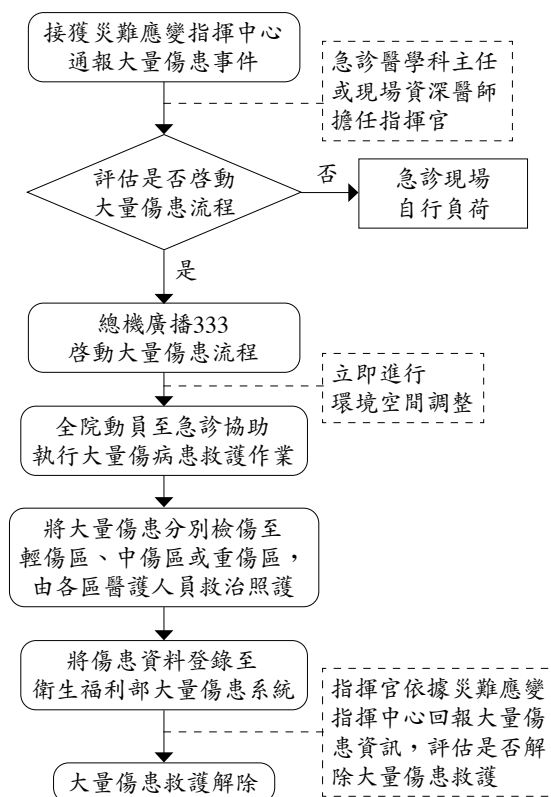 接獲災難應變指揮中心
通報大量傷患事件
急診醫學科主任
或現場資深醫師
擔任指揮官
評估是否啓動
大量傷患流程
否
急診現場
自行負荷
是
總機廣播333
啓動大量傷患流程
立即進行
環境空間調整
全院動員至急診協助
執行大量傷病患救護作業
將大量傷患分別檢傷至
輕傷區、中傷區或重傷區，
由各區醫護人員救治照護
將傷患資料登錄至
衛生福利部大量傷患系統
指揮官依據災難應變
指揮中心回報大量傷
患資訊，評估是否解
除大量傷患救護
大量傷患救護解除